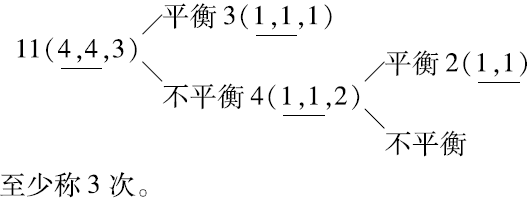 平衡 3(1,1,1)
11(4,4,3)
平衡 2(1,1)
不平衡 4(1,1,2)
不平衡
至少称 3 次。